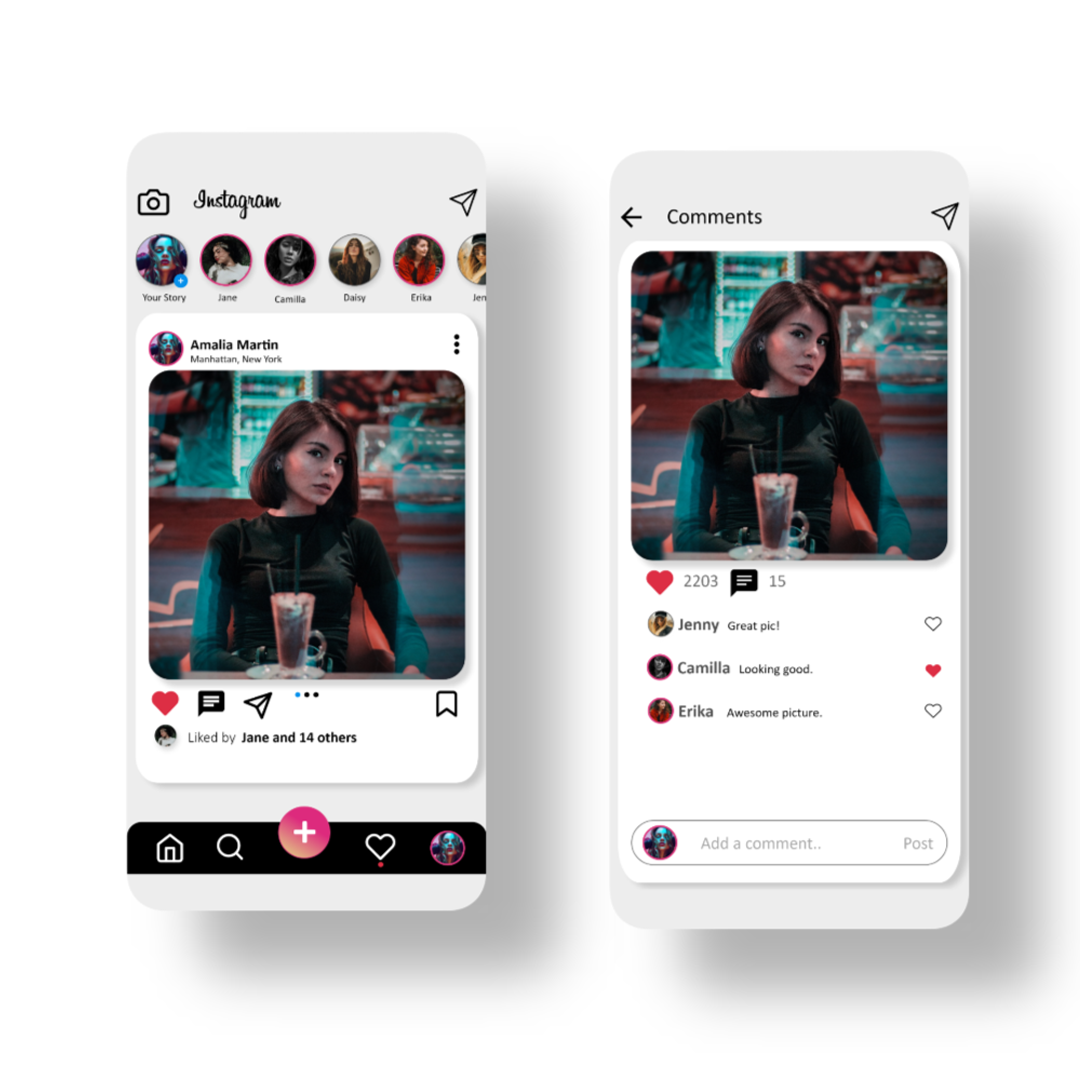 Instagram
Your Story Jane Camilla Daisy Erika Jen
Amalia Martin
Manhattan, New York
Liked by Jane and 14 others
Comments
2203 15
Jenny Great pic!
Camilla Looking good.
Erika Awesome picture.
Add a comment.. Post